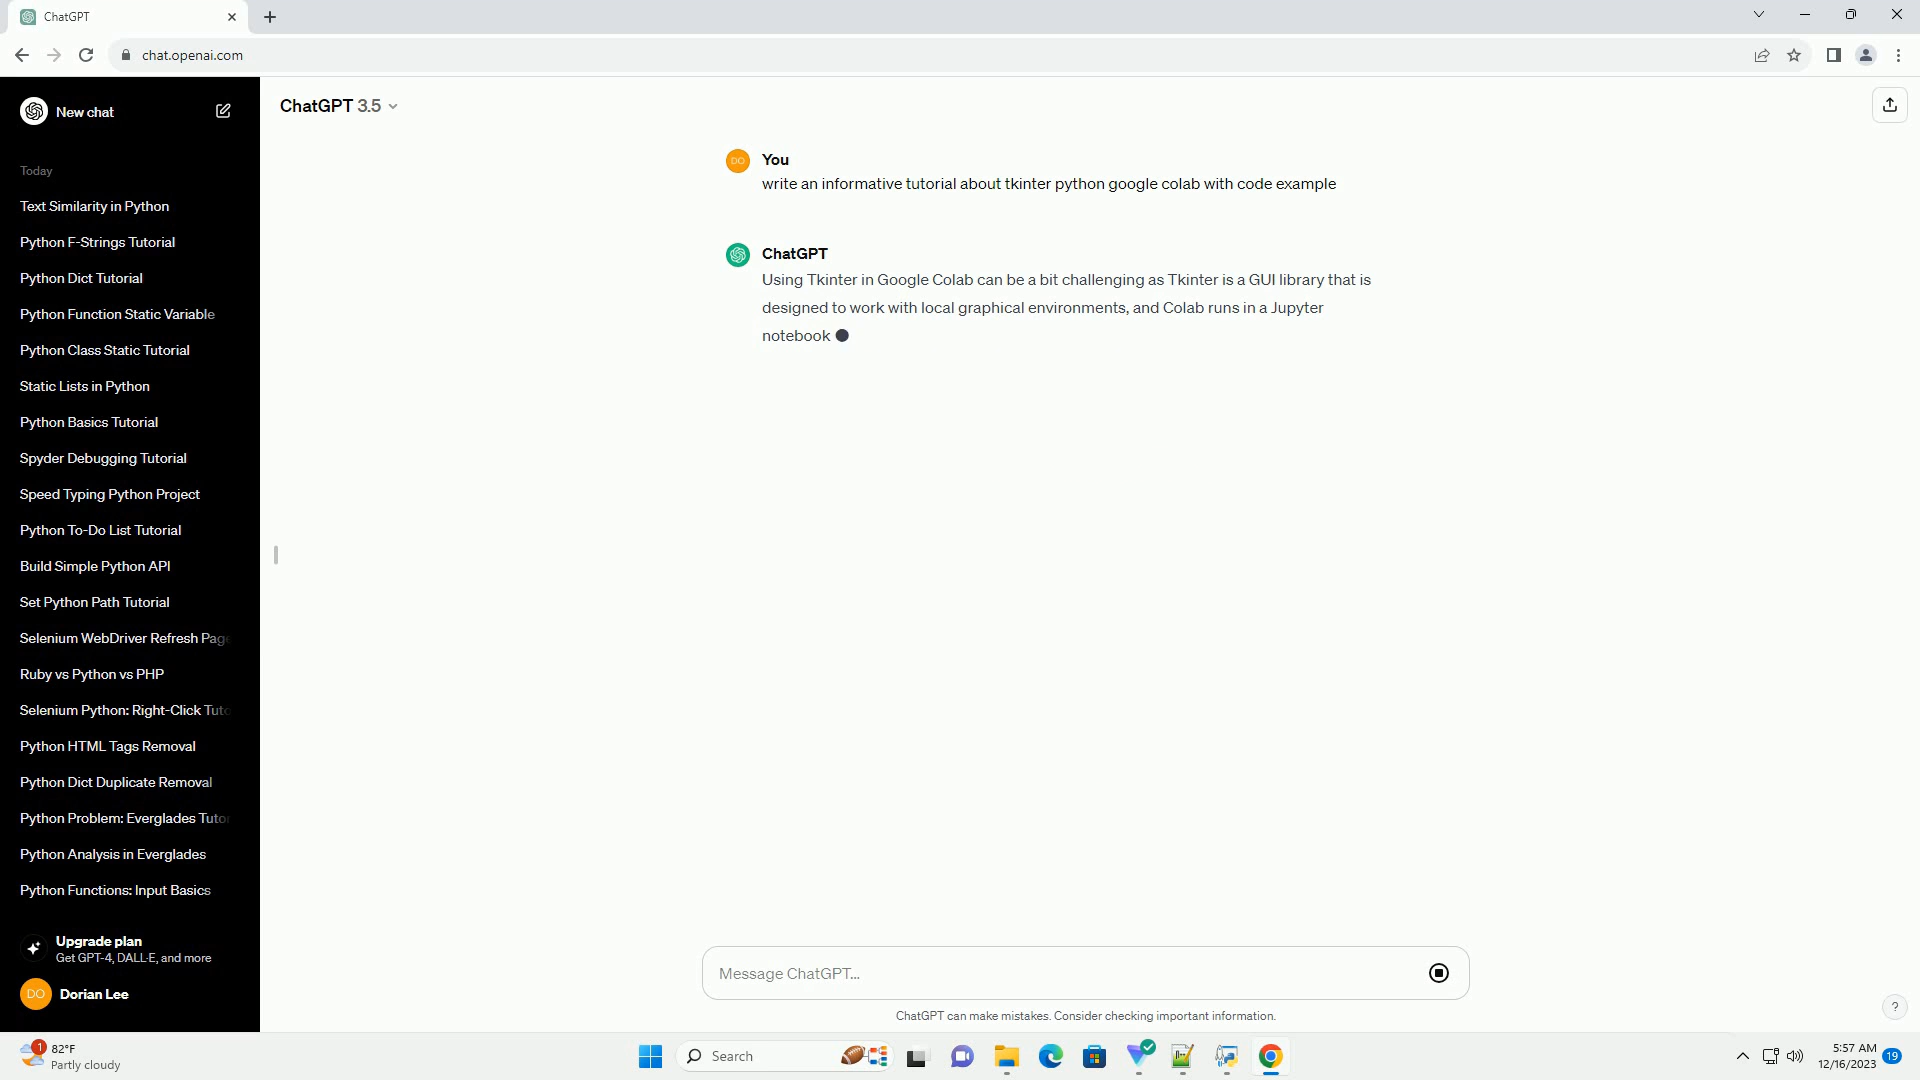 ChatGPT
chat.openai.com
New chat
Today
Text Similarity in Python
Python F-Strings Tutorial
Python Dict Tutorial
Python Function Static Variable
Python Class Static Tutorial
Static Lists in Python
Python Basics Tutorial
Spyder Debugging Tutorial
Speed Typing Python Project
Python To-Do List Tutorial
Build Simple Python API
Set Python Path Tutorial
Selenium WebDriver Refresh Page
Ruby vs Python vs PHP
Selenium Python: Right-Click Tuto
Python HTML Tags Removal
Python Dict Duplicate Removal
Python Problem: Everglades Tutor
Python Analysis in Everglades
Python Functions: Input Basics
Upgrade plan
Get GPT-4, DALL·E, and more
DO Dorian Lee
ChatGPT 3.5
DO You
write an informative tutorial about tkinter python google colab with code example
ChatGPT
Using Tkinter in Google Colab can be a bit challenging as Tkinter is a GUI library that is
designed to work with local graphical environments, and Colab runs in a Jupyter
notebook
Message ChatGPT...
ChatGPT can make mistakes. Consider checking important information.
?
1 82°F
Partly cloudy
Search
5:57 AM
12/16/2023
19